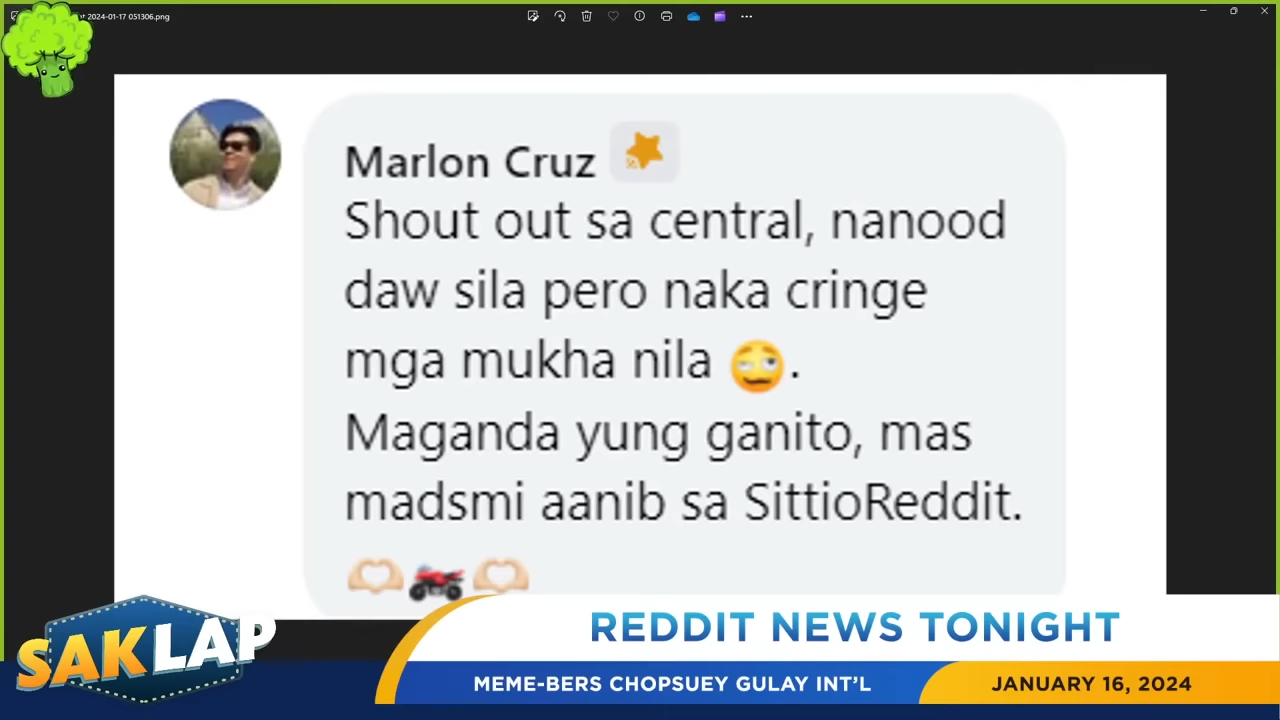 2024-01-17 051306.png
Marlon Cruz
Shout out sa central, nanood
daw sila pero naka cringe
mga mukha nila 🥴.
Maganda yung ganito, mas
madsmi aanib sa SittioReddit.
🫶🏻🏍️🫶🏻
SAKLAP
REDDIT NEWS TONIGHT
MEME-BERS CHOPSUEY GULAY INT'L
JANUARY 16, 2024